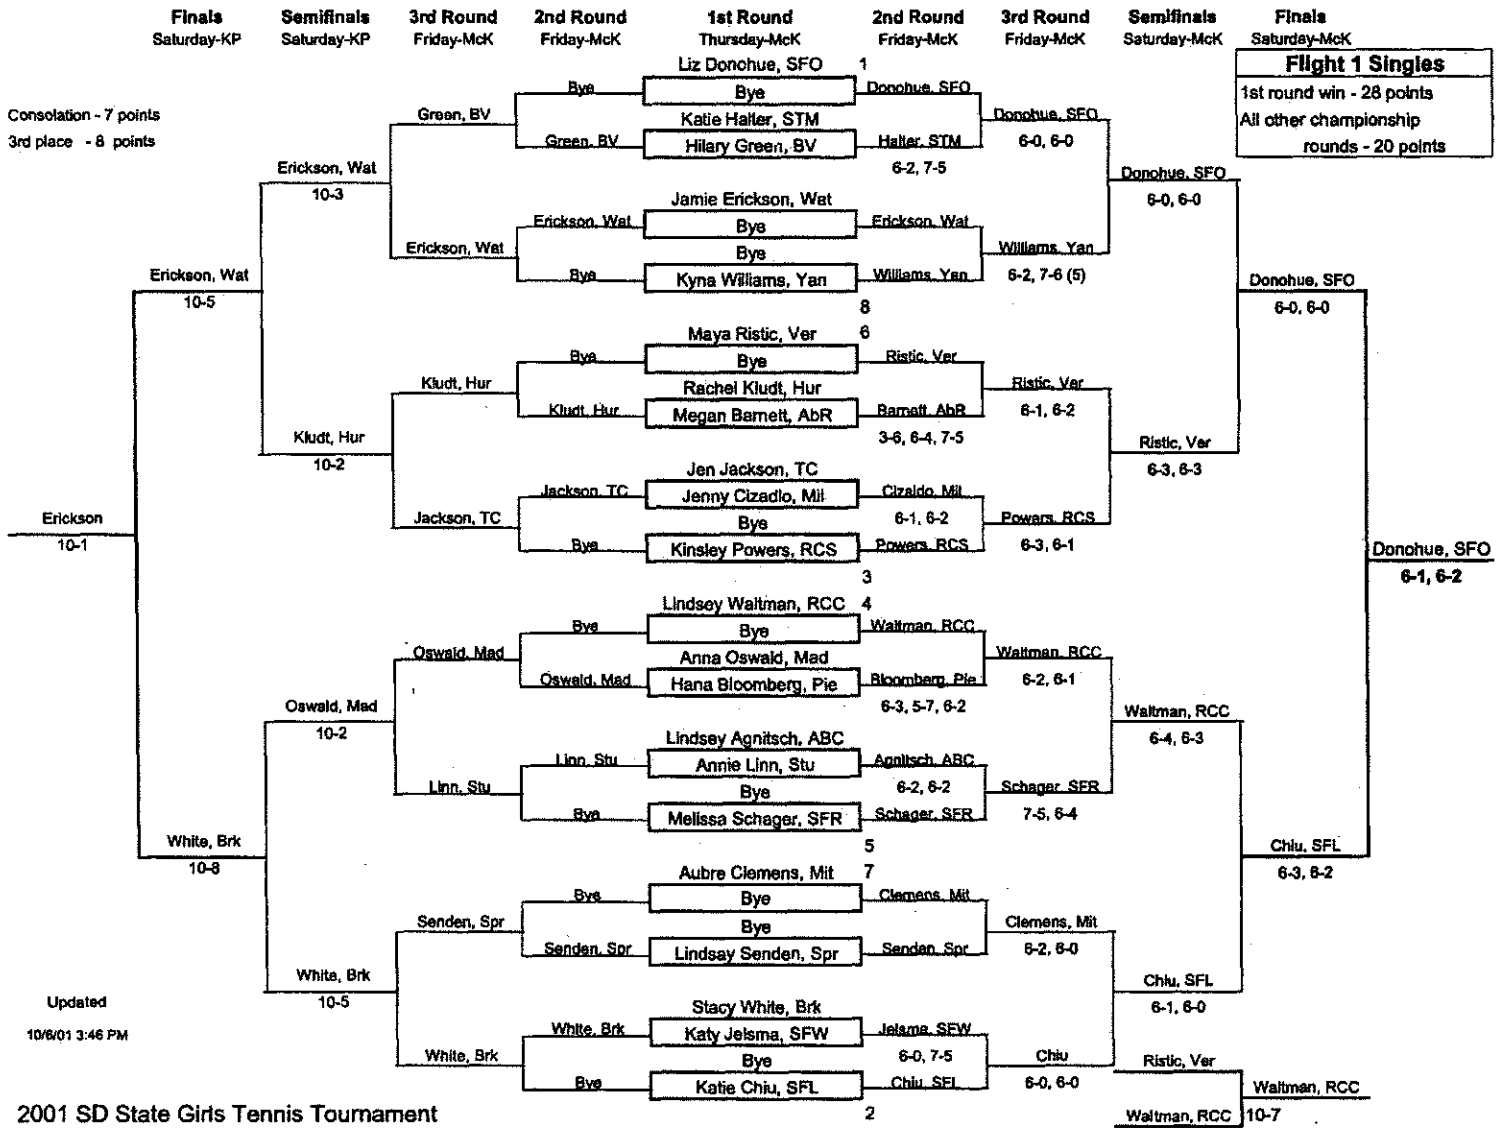 Finals Semifinals 3rd Round 2nd Round 1st Round 2nd Round 3rd Round Semifinals Finals
Saturday-KP Saturday-KP Friday-McK Friday-McK Thursday-McK Friday-McK Friday-McK Saturday-McK Saturday-McK
Flight 1 Singles
1st round win - 28 points
All other championship
rounds - 20 points
Consolation - 7 points
3rd place - 8 points
Liz Donohue, SFO 1
Bye Bye Donohue, SFO
Green, BV Katie Halter, STM Donohue, SFO
Green, BV Hilary Green, BV Halter, STM 6-0, 6-0
6-2, 7-5
Erickson, Wat Donohue, SFO
10-3 Jamie Erickson, Wat 6-0, 6-0
Erickson, Wat Bye Erickson, Wat
Erickson, Wat Bye Williams, Yan
Bye Kyna Williams, Yan Williams, Yan 6-2, 7-6 (5)
Erickson, Wat Donohue, SFO
10-5 8 6-0, 6-0
Maya Ristic, Ver 6
Bye Bye Ristic, Ver
Kludt, Hur Rachel Kludt, Hur Ristic, Ver
Kludt, Hur Megan Barnett, AbR Barnett, AbR 6-1, 6-2
3-6, 6-4, 7-5
Kludt, Hur Ristic, Ver
10-2 Jen Jackson, TC 6-3, 6-3
Jackson, TC Jenny Cizadlo, Mil Cizaldo, Mit
6-1, 6-2
Jackson, TC Bye Powers, RCS
Bye Kinsley Powers, RCS Powers, RCS 6-3, 6-1
Erickson Donohue, SFO
10-1 3 6-1, 6-2
Lindsey Waltman, RCC 4
Bye Bye Waltman, RCC
Oswald, Mad Anna Oswald, Mad Waltman, RCC
Oswald, Mad Hana Bloomberg, Pie Bloomberg, Pie 6-2, 6-1
6-3, 5-7, 6-2
Oswald, Mad Waltman, RCC
10-2 Lindsey Agnitsch, ABC 6-4, 6-3
Linn, Stu Annie Linn, Stu Agnitsch, ABC
6-2, 6-2
Linn, Stu Bye Schager, SFR
Bye Melissa Schager, SFR Schager, SFR 7-5, 6-4
White, Brk Chiu, SFL
10-8 5 6-3, 6-2
Aubre Clemens, Mit 7
Bye Bye Clemens, Mit
Senden, Spr Bye Clemens, Mit
Senden, Spr Lindsay Senden, Spr Senden, Spr 6-2, 6-0
White, Brk Chiu, SFL
10-5 Stacy White, Brk 6-1, 6-0
White, Brk Katy Jelsma, SFW Jelsma, SFW
6-0, 7-5
White, Brk Bye Chiu
Bye Katie Chiu, SFL Chiu, SFL 6-0, 6-0
2
Updated
10/6/01 3:46 PM
Ristic, Ver
Waltman, RCC
Waltman, RCC 10-7
2001 SD State Girls Tennis Tournament